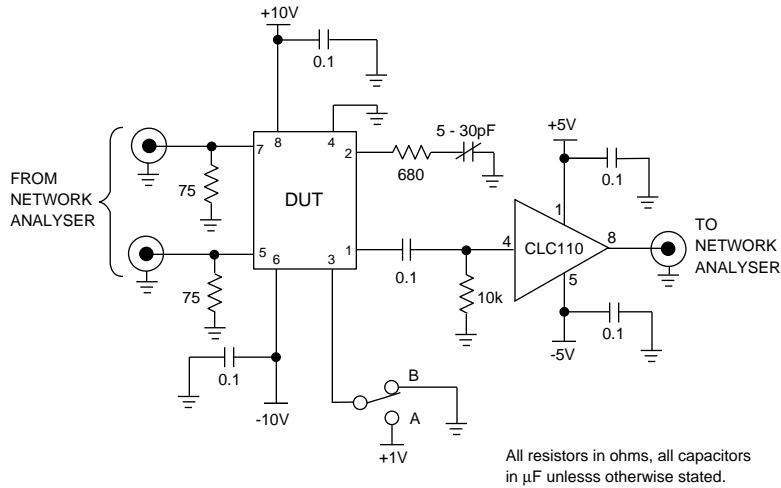 +10V
0.1
5 - 30pF
+5V
7
8
4
2
FROM
NETWORK
ANALYSER
75
680
0.1
DUT
1
TO
NETWORK
ANALYSER
4
CLC110
8
5
6
3
1
0.1
5
75
10k
0.1
0.1
-5V
B
-10V
A
+1V
All resistors in ohms, all capacitors
in µF unlesss otherwise stated.